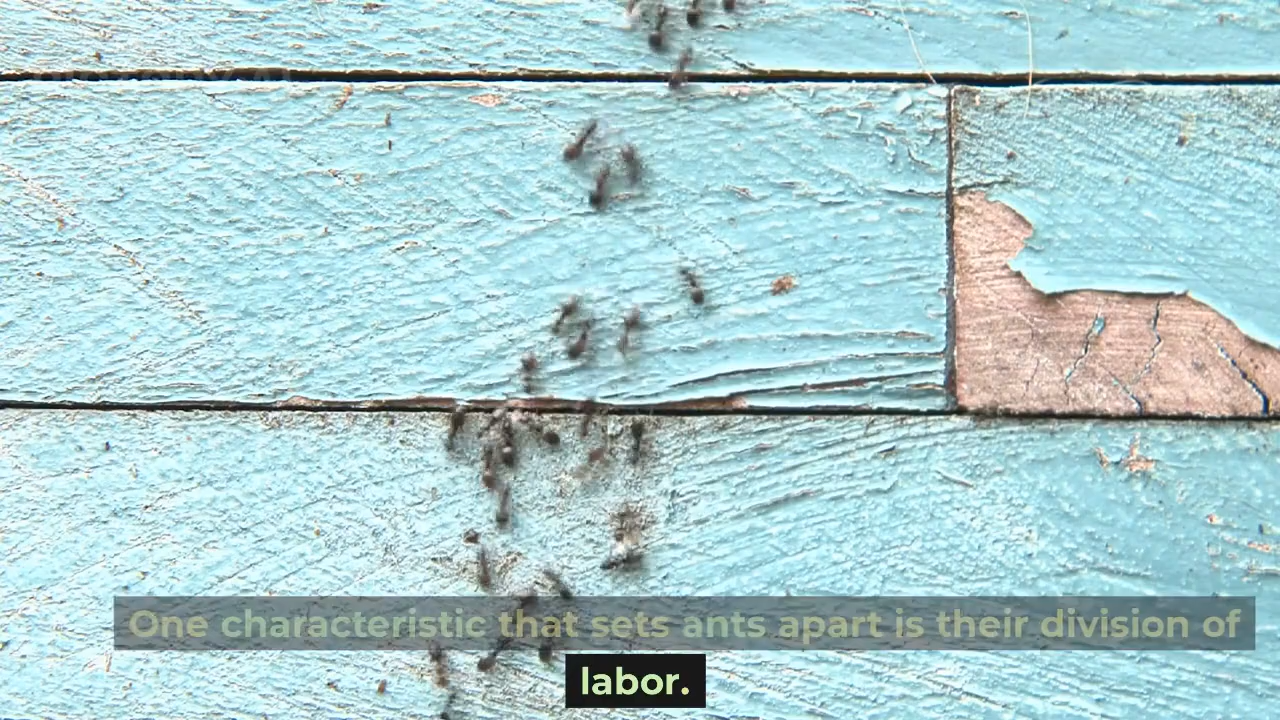 One characteristic that sets ants apart is their division of
labor.